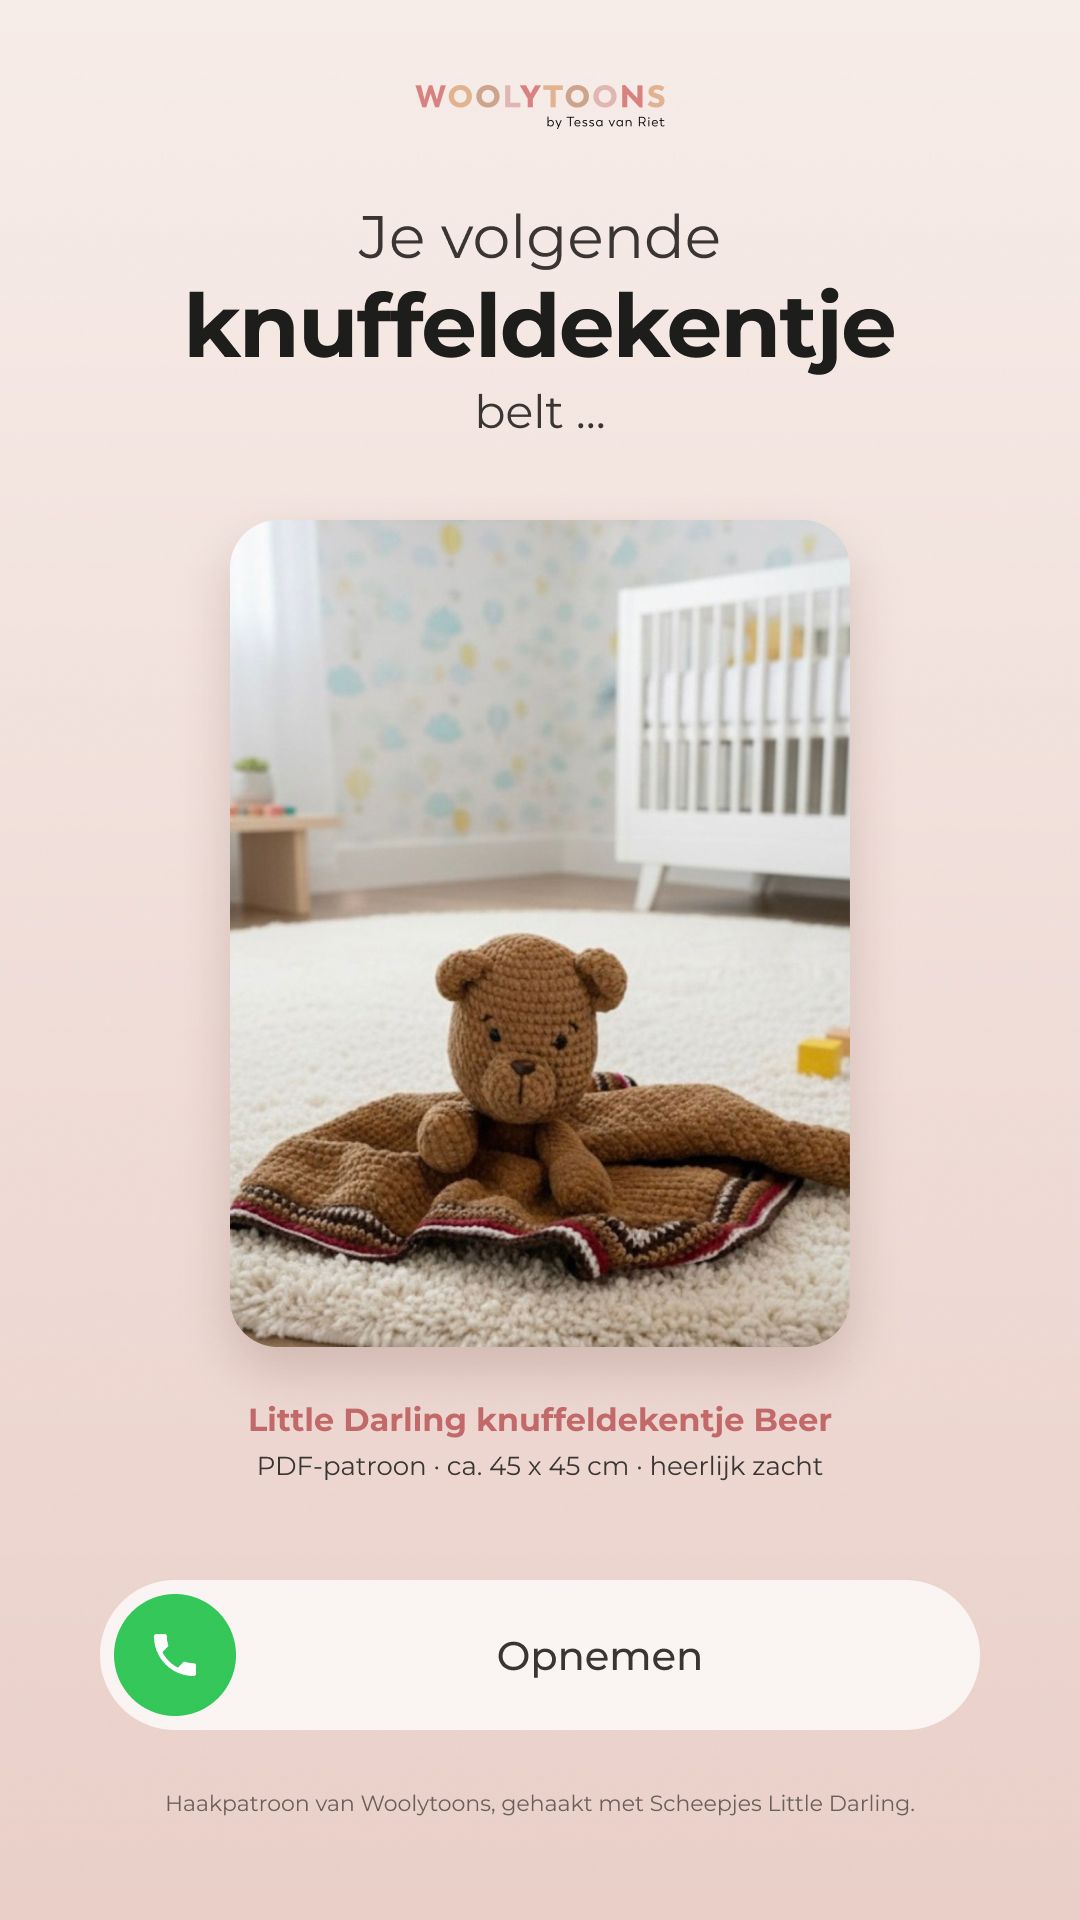 WOOLYTOONS
by Tessa van Riet
Je volgende
knuffeldekentje
belt ...
Little Darling knuffeldekentje Beer
PDF-patroon · ca. 45 x 45 cm · heerlijk zacht
Opnemen
Haakpatroon van Woolytoons, gehaakt met Scheepjes Little Darling.